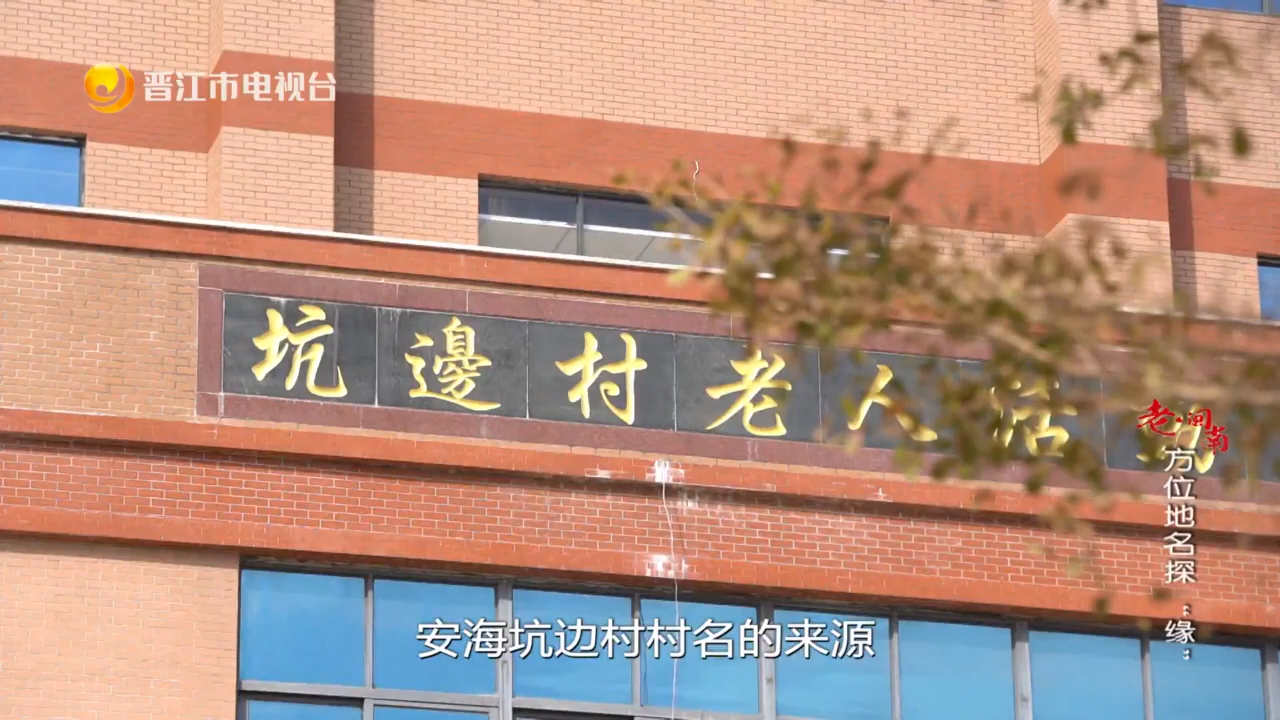 晋江市电视台
坑邊村老人活
老·闽南
方位地名探“缘”
安海坑边村村名的来源